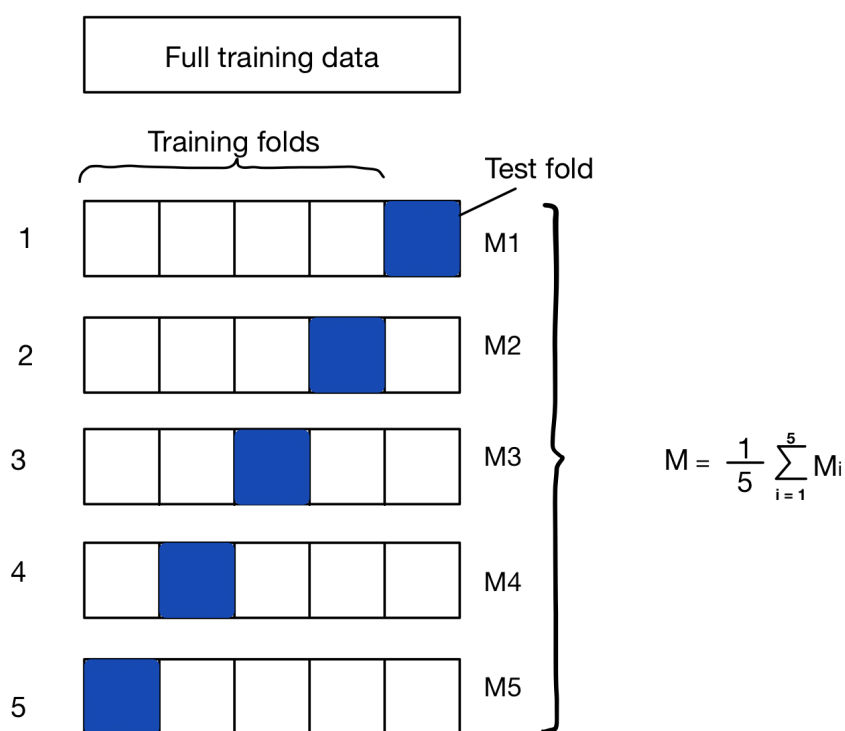 Full training data
Training folds
Test fold
1
M1
2
M2
3
M3
M = 1/5 5∑i = 1 Mi
4
M4
5
M5